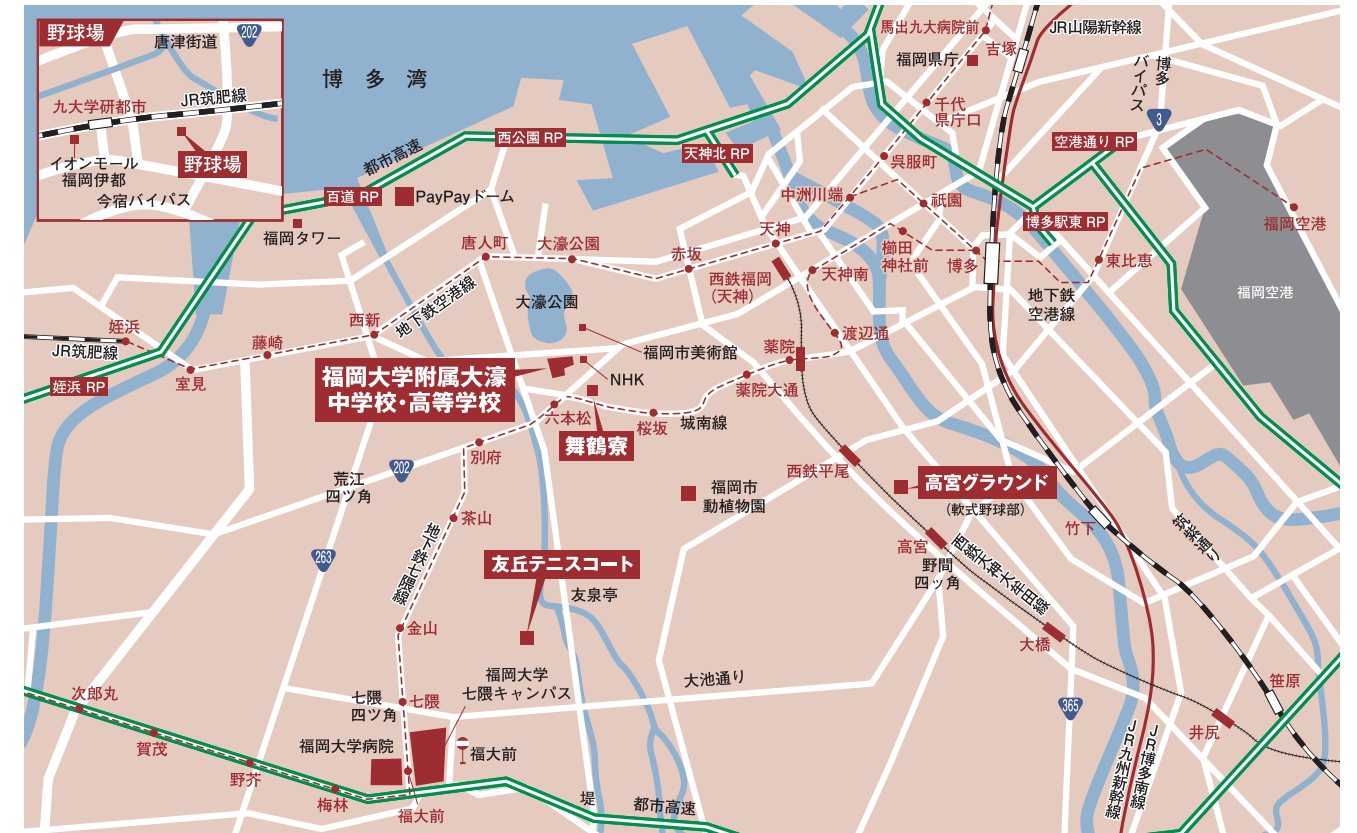 野球場
唐津街道
202
九大学研都市
JR筑肥線
イオンモール
福岡伊都
野球場
今宿バイパス
博多湾
都市高速
西公園 RP
天神北 RP
百道 RP
PayPayドーム
福岡タワー
馬出九大病院前
吉塚
JR山陽新幹線
福岡県庁
博多
バイパス
3
千代
県庁口
空港通り RP
呉服町
中洲川端
祇園
博多駅東 RP
福岡空港
福岡空港
唐人町
大濠公園
赤坂
天神
西鉄福岡
(天神)
天神南
櫛田
神社前
博多
東比恵
地下鉄
空港線
大濠公園
地下鉄空港線
西新
藤崎
室見
姪浜
JR筑肥線
姪浜 RP
福岡市美術館
NHK
福岡大学附属大濠
中学校・高等学校
渡辺通
薬院
薬院大通
六本松
桜坂
城南線
舞鶴寮
別府
202
荒江
四ツ角
西鉄平尾
福岡市
動植物園
高宮グラウンド
(軟式野球部)
竹下
筑紫通り
茶山
地下鉄七隈線
263
高宮
野間
四ッ角
西鉄天神大牟田線
友丘テニスコート
友泉亭
金山
大橋
福岡大学
七隈キャンパス
大池通り
七隈
七隈
四ツ角
次郎丸
賀茂
野芥
梅林
福岡大学病院
福大前
福大前
堤
都市高速
365
井尻
笹原
JR博多南線
JR九州新幹線